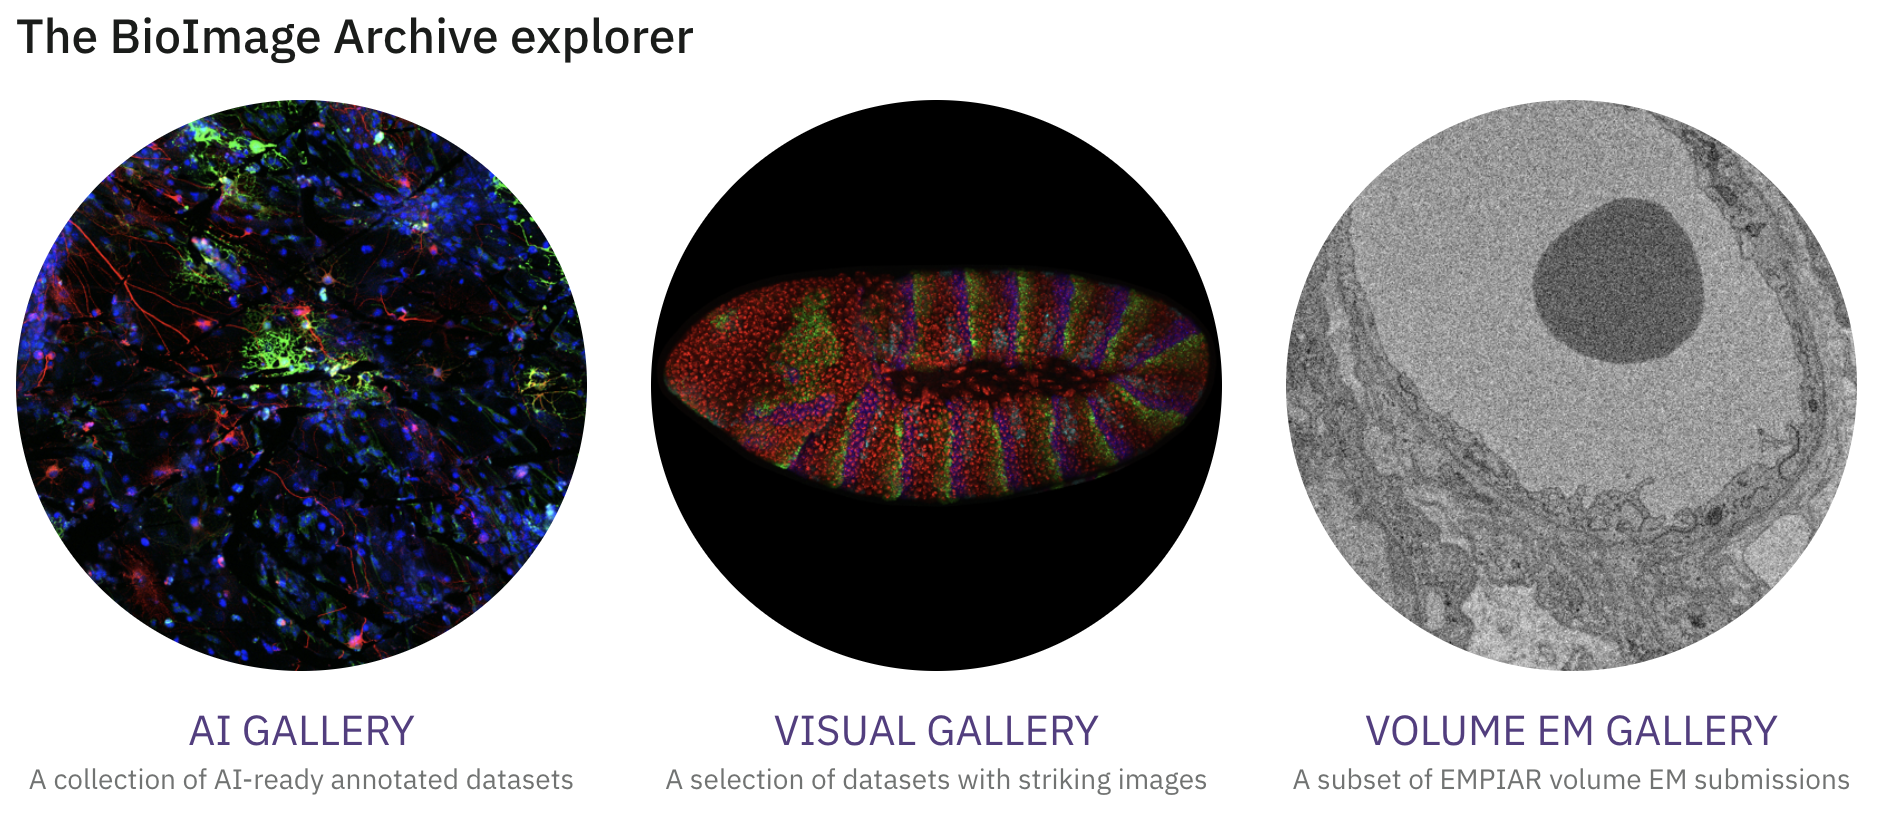 The BioImage Archive explorer
AI GALLERY
A collection of AI-ready annotated datasets
VISUAL GALLERY
A selection of datasets with striking images
VOLUME EM GALLERY
A subset of EMPIAR volume EM submissions